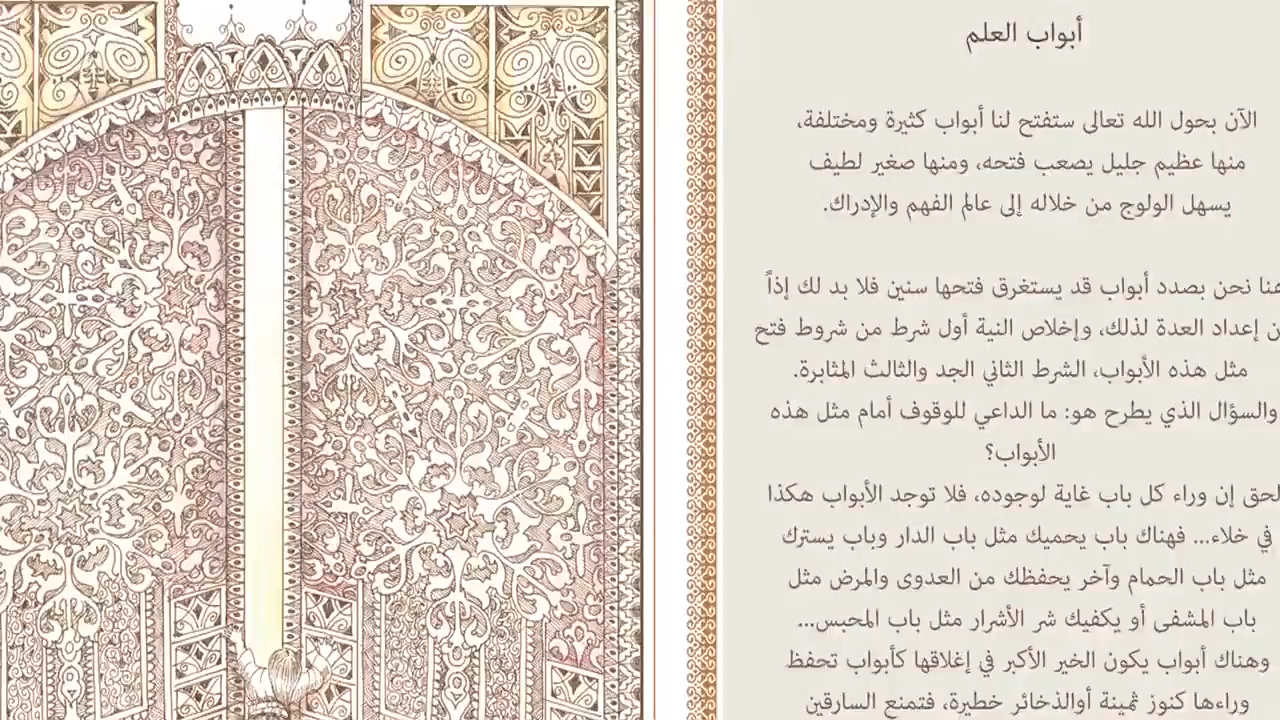 أبواب العلم
الآن بحول الله تعالى ستفتح لنا أبواب كثيرة ومختلفة،
منها عظيم جليل يصعب فتحه، ومنها صغير لطيف
يسهل الولوج من خلاله إلى عالم الفهم والإدراك.
نحن بصدد أبواب قد يستغرق فتحها سنين فلا بد لك إذاً
إعداد العدة لذلك، وإخلاص النية أول شرط من شروط فتح
مثل هذه الأبواب، الشرط الثاني الجد والثالث المثابرة.
والسؤال الذي يطرح هو: ما الداعي للوقوف أمام مثل هذه
الأبواب؟
لحق إن وراء كل باب غاية لوجوده، فلا توجد الأبواب هكذا
في خلاء... فهناك باب يحميك مثل باب الدار وباب يسترك
مثل باب الحمام وآخر يحفظك من العدوى والمرض مثل
باب المشفى أو يكفيك شر الأشرار مثل باب المحبس...
وهناك أبواب يكون الخير الأكبر في إغلاقها كأبواب تحفظ
وراءها كنوز ثمينة أوالذخائر خطيرة، فتمنع السارقين